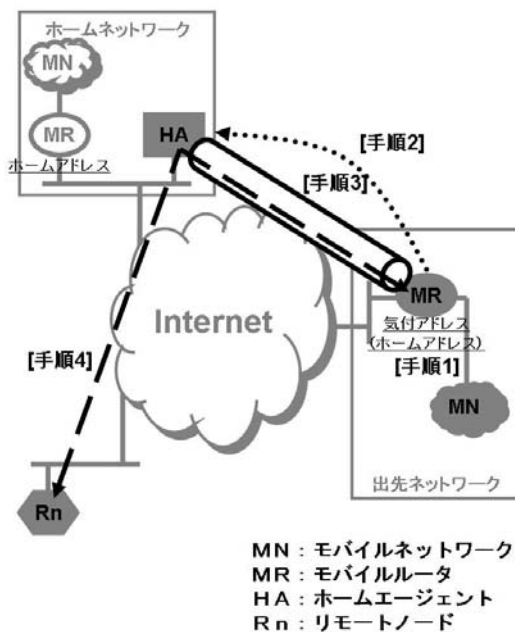 ホームネットワーク
MN
MR
HA
ホームアドレス
[手順2]
[手順3]
Internet
MR
気付アドレス
(ホームアドレス)
[手順1]
[手順4]
MN
Rn
出先ネットワーク
MN：モバイルネットワーク
MR：モバイルルータ
HA：ホームエージェント
Rn：リモートノード